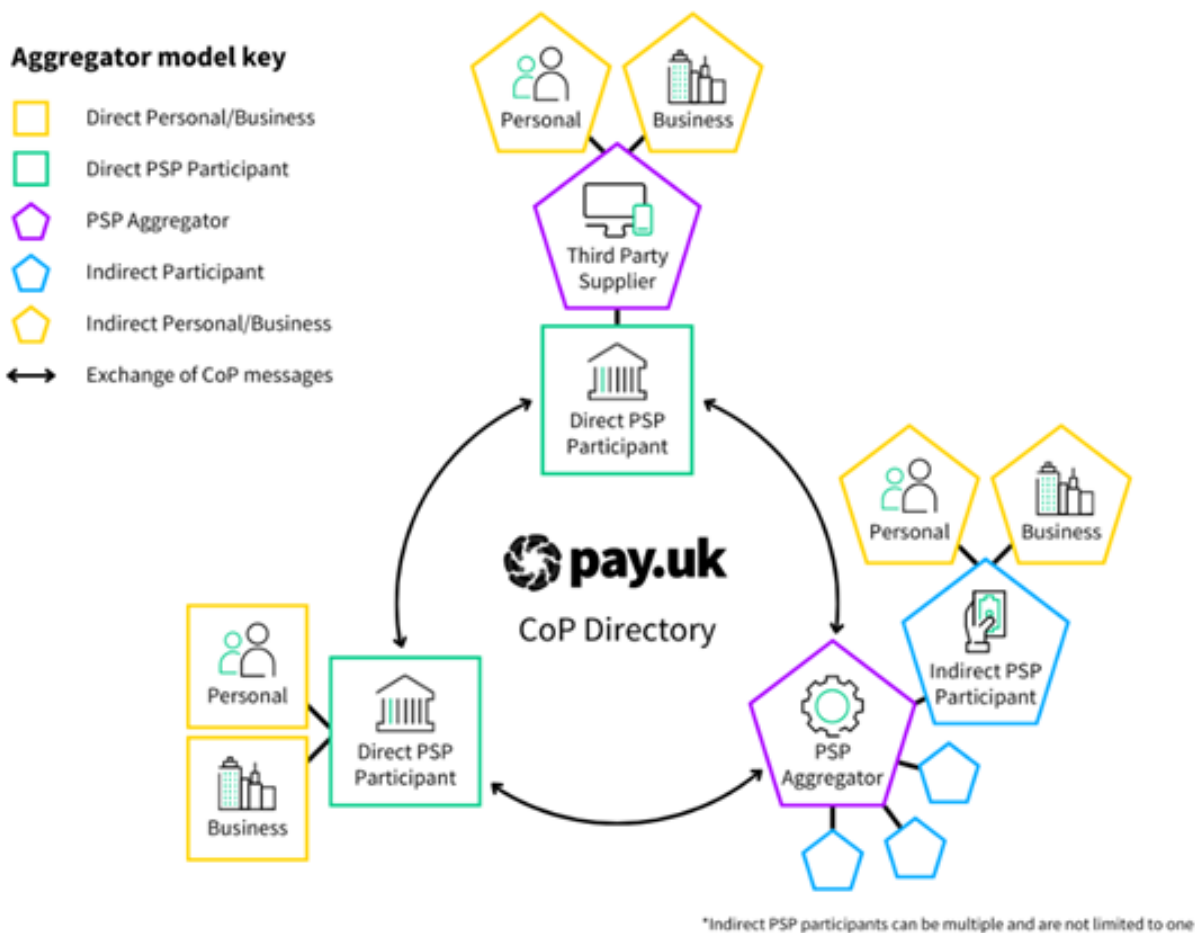 Aggregator model key
Direct Personal/Business
Direct PSP Participant
PSP Aggregator
Indirect Participant
Indirect Personal/Business
Exchange of CoP messages
Personal
Business
Third Party
Supplier
Direct PSP
Participant
Personal
Business
Indirect PSP
Participant
pay.uk
CoP Directory
Personal
Business
Direct PSP
Participant
PSP
Aggregator
*Indirect PSP participants can be multiple and are not limited to one